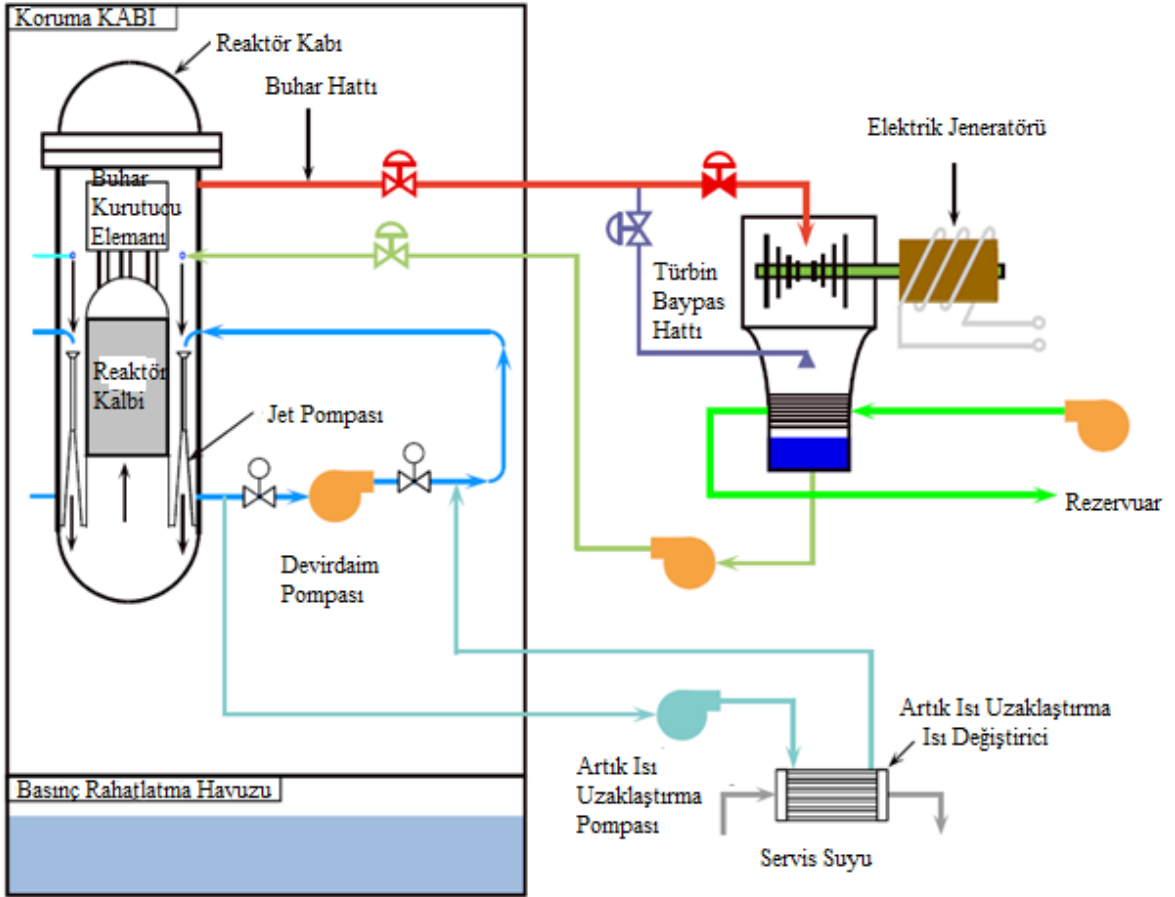 Koruma KABI
Reaktör Kabı
Buhar Hattı
Elektrik Jeneratörü
Buhar
Kurutucu
Elemanı
Türbin
Baypas
Hattı
Reaktör
Kalbi
Jet Pompası
Rezervuar
Devirdaim
Pompası
Artık Isı Uzaklaştırma
Isı Değiştirici
Artık Isı
Uzaklaştırma
Pompası
Basınç Rahatlatma Havuzu
Servis Suyu